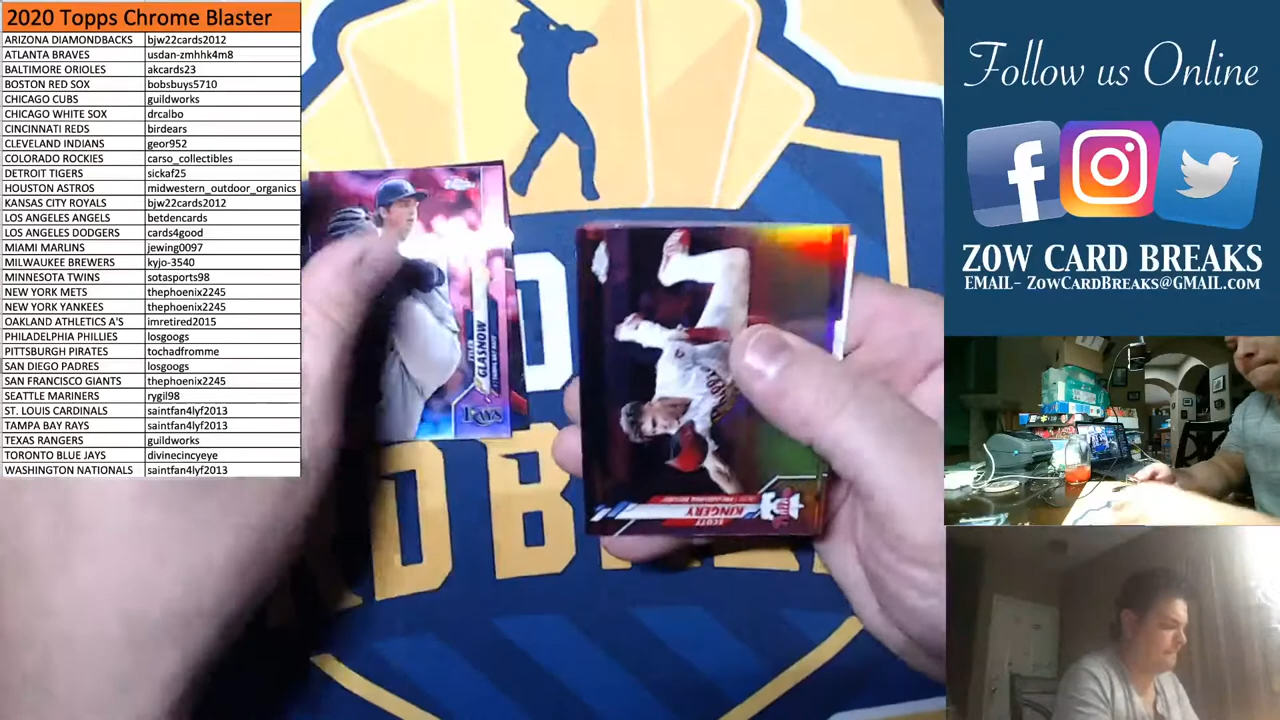 2020 Topps Chrome Blaster
ARIZONA DIAMONDBACKS bjw22cards2012
ATLANTA BRAVES usdan-zmhhk4m8
BALTIMORE ORIOLES akcards23
BOSTON RED SOX bobsbuys5710
CHICAGO CUBS guildworks
CHICAGO WHITE SOX drcalbo
CINCINNATI REDS birdears
CLEVELAND INDIANS geor952
COLORADO ROCKIES carso_collectibles
DETROIT TIGERS sickaf25
HOUSTON ASTROS midwestern_outdoor_organics
KANSAS CITY ROYALS bjw22cards2012
LOS ANGELES ANGELS betdencards
LOS ANGELES DODGERS cards4good
MIAMI MARLINS jewing0097
MILWAUKEE BREWERS kyjo-3540
MINNESOTA TWINS sotasports98
NEW YORK METS thephoenix2245
NEW YORK YANKEES thephoenix2245
OAKLAND ATHLETICS A'S imretired2015
PHILADELPHIA PHILLIES losgoogs
PITTSBURGH PIRATES tochadfromme
SAN DIEGO PADRES losgoogs
SAN FRANCISCO GIANTS thephoenix2245
SEATTLE MARINERS rygil98
ST. LOUIS CARDINALS saintfan4lyf2013
TAMPA BAY RAYS saintfan4lyf2013
TEXAS RANGERS guildworks
TORONTO BLUE JAYS divinecincyeye
WASHINGTON NATIONALS saintfan4lyf2013
TYLER
GLASNOW
TAMPA BAY RAYS
RAYS
SCOTT
KINGERY
Follow us Online
ZOW CARD BREAKS
EMAIL- ZOWCARDBREAKS@GMAIL.COM